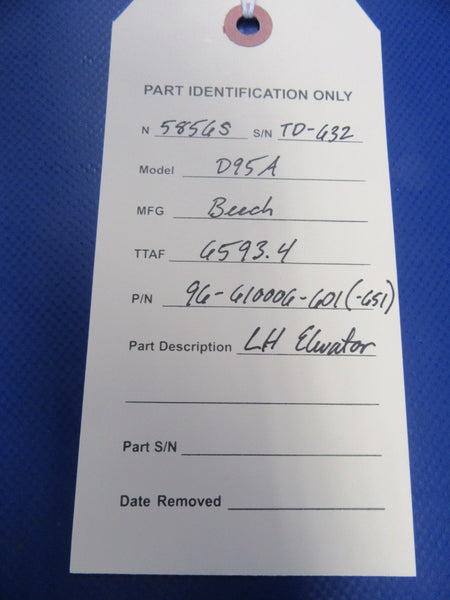 PART IDENTIFICATION ONLY
N 5856S S/N TD-632
Model D95A
MFG Beech
TTAF 6593.4
P/N 96-610006-601(-651)
Part Description LH Elevator
Part S/N
Date Removed